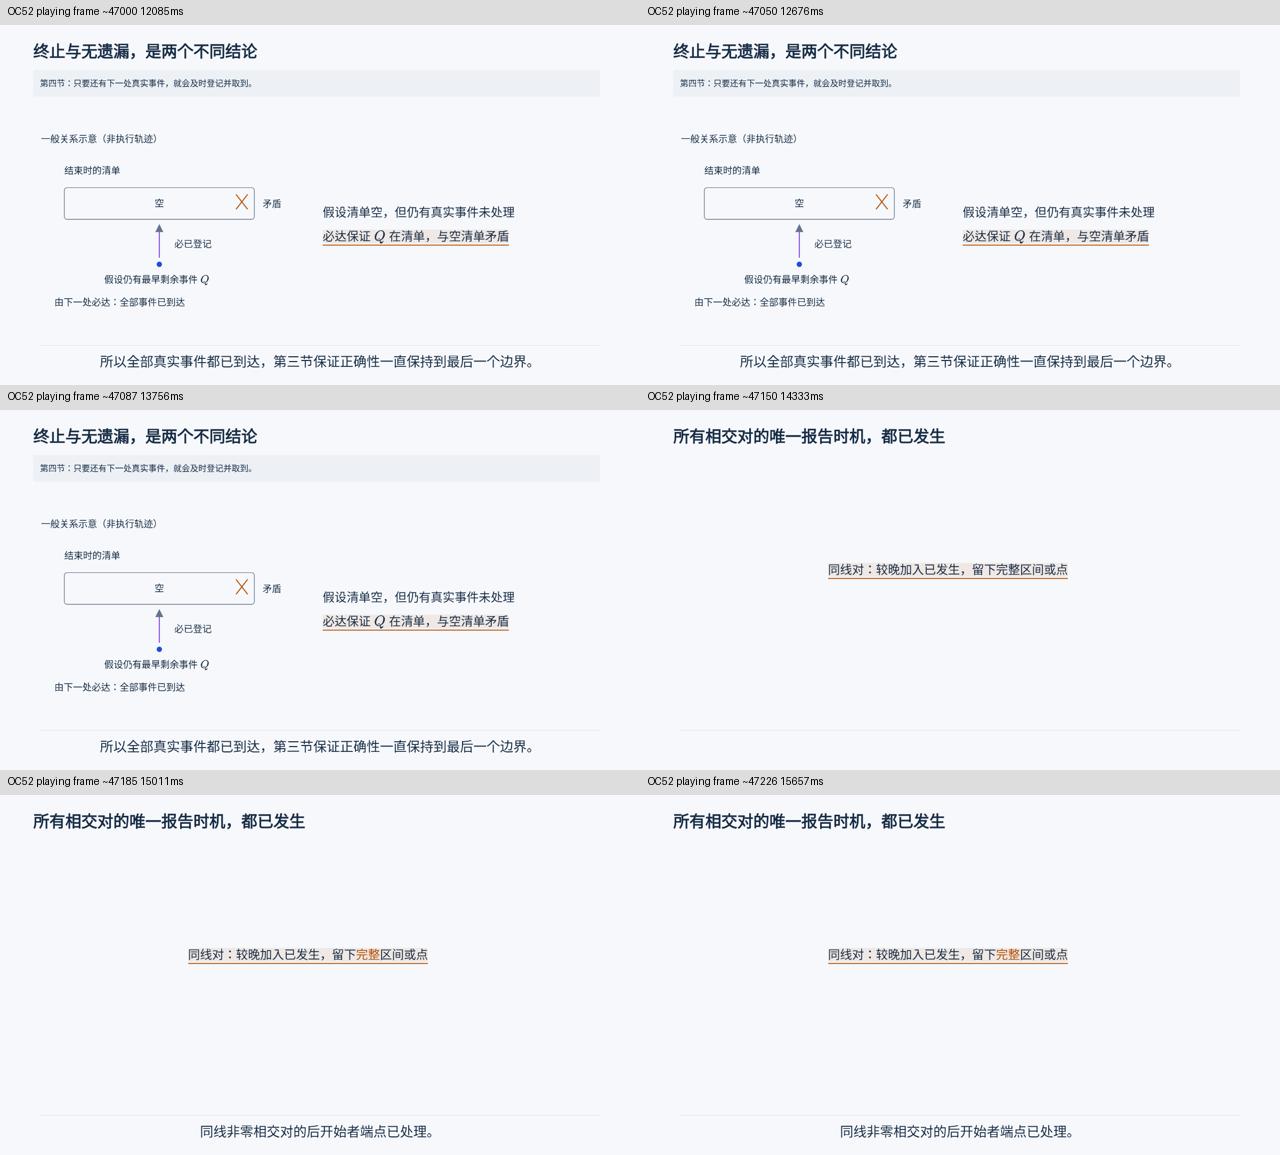 OC52 playing frame ~47000 12085ms
终止与无遗漏，是两个不同结论
第四节：只要还有下一处真实事件，就会及时登记并取到。
一般关系示意（非执行轨迹）
结束时的清单
空
矛盾
必已登记
假设仍有最早剩余事件 Q
由下一处必达：全部事件已到达
假设清单空，但仍有真实事件未处理
必达保证 Q 在清单，与空清单矛盾
所以全部真实事件都已到达，第三节保证正确性一直保持到最后一个边界。
OC52 playing frame ~47050 12676ms
终止与无遗漏，是两个不同结论
第四节：只要还有下一处真实事件，就会及时登记并取到。
一般关系示意（非执行轨迹）
结束时的清单
空
矛盾
必已登记
假设仍有最早剩余事件 Q
由下一处必达：全部事件已到达
假设清单空，但仍有真实事件未处理
必达保证 Q 在清单，与空清单矛盾
所以全部真实事件都已到达，第三节保证正确性一直保持到最后一个边界。
OC52 playing frame ~47087 13756ms
终止与无遗漏，是两个不同结论
第四节：只要还有下一处真实事件，就会及时登记并取到。
一般关系示意（非执行轨迹）
结束时的清单
空
矛盾
必已登记
假设仍有最早剩余事件 Q
由下一处必达：全部事件已到达
假设清单空，但仍有真实事件未处理
必达保证 Q 在清单，与空清单矛盾
所以全部真实事件都已到达，第三节保证正确性一直保持到最后一个边界。
OC52 playing frame ~47150 14333ms
所有相交对的唯一报告时机，都已发生
同线对：较晚加入已发生，留下完整区间或点
OC52 playing frame ~47185 15011ms
所有相交对的唯一报告时机，都已发生
同线对：较晚加入已发生，留下完整区间或点
同线非零相交对的后开始者端点已处理。
OC52 playing frame ~47226 15657ms
所有相交对的唯一报告时机，都已发生
同线对：较晚加入已发生，留下完整区间或点
同线非零相交对的后开始者端点已处理。